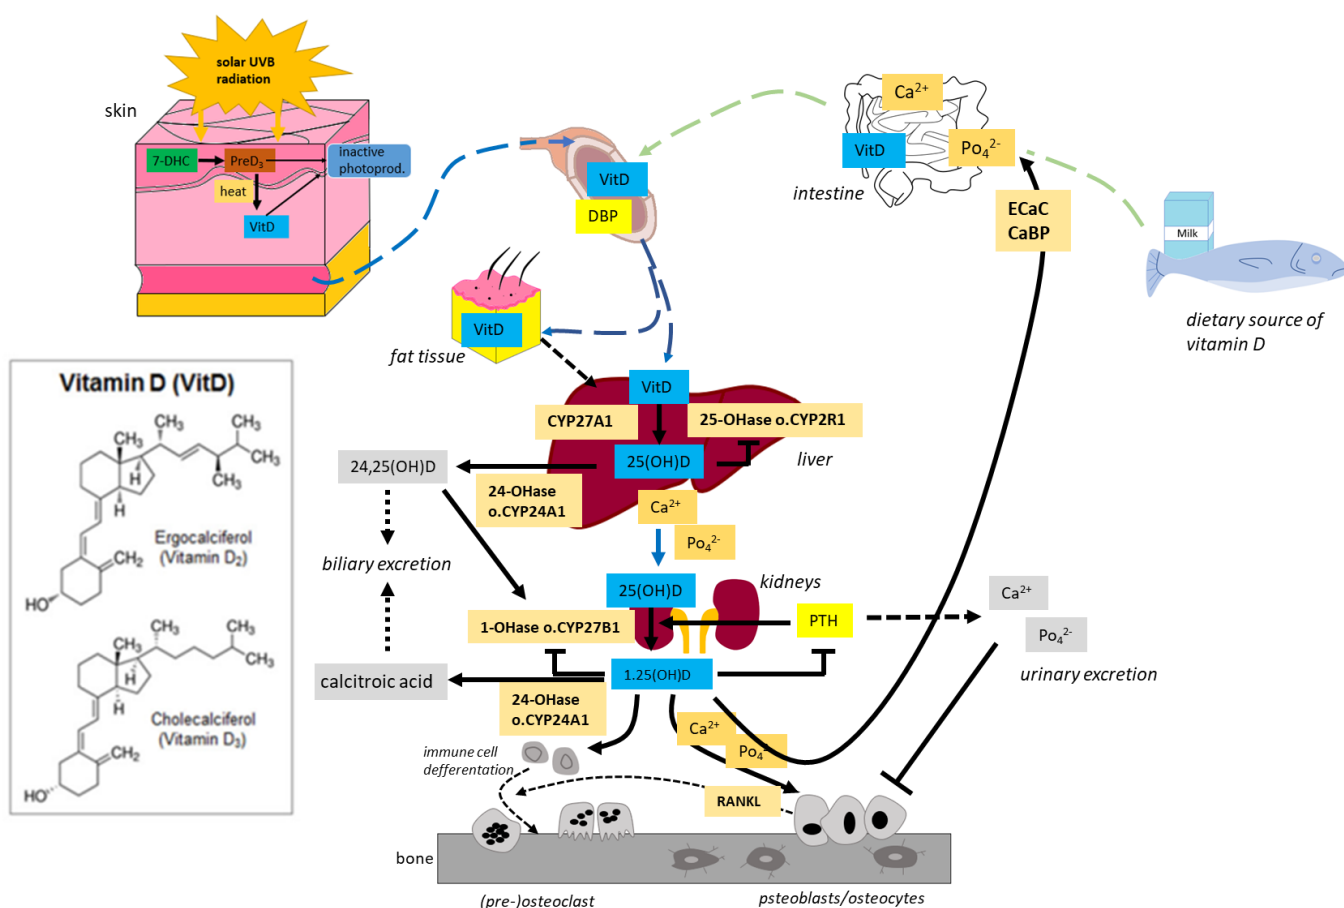 solar UVB
radiation
skin
7-DHC
PreD₃
inactive
photoprod.
heat
VitD
VitD
DBP
Ca²⁺
VitD
Po₄²⁻
intestine
ECaC
CaBP
Milk
dietary source of
vitamin D
VitD
fat tissue
VitD
CYP27A1
25-OHase o.CYP2R1
25(OH)D
liver
24,25(OH)D
24-OHase
o.CYP24A1
Ca²⁺
Po₄²⁻
biliary excretion
25(OH)D
kidneys
1-OHase o.CYP27B1
PTH
Ca²⁺
Po₄²⁻
urinary excretion
calcitroic acid
1.25(OH)D
24-OHase
o.CYP24A1
Ca²⁺
Po₄²⁻
immune cell
defferentation
RANKL
bone
(pre-)osteoclast
psteoblasts/osteocytes
Vitamin D (VitD)
CH₃
CH₃
CH₃
CH₃
CH₃
H
H
CH₂
HO
Ergocalciferol
(Vitamin D₂)
CH₃
CH₃
CH₃
CH₃
H
H
CH₂
HO
Cholecalciferol
(Vitamin D₃)